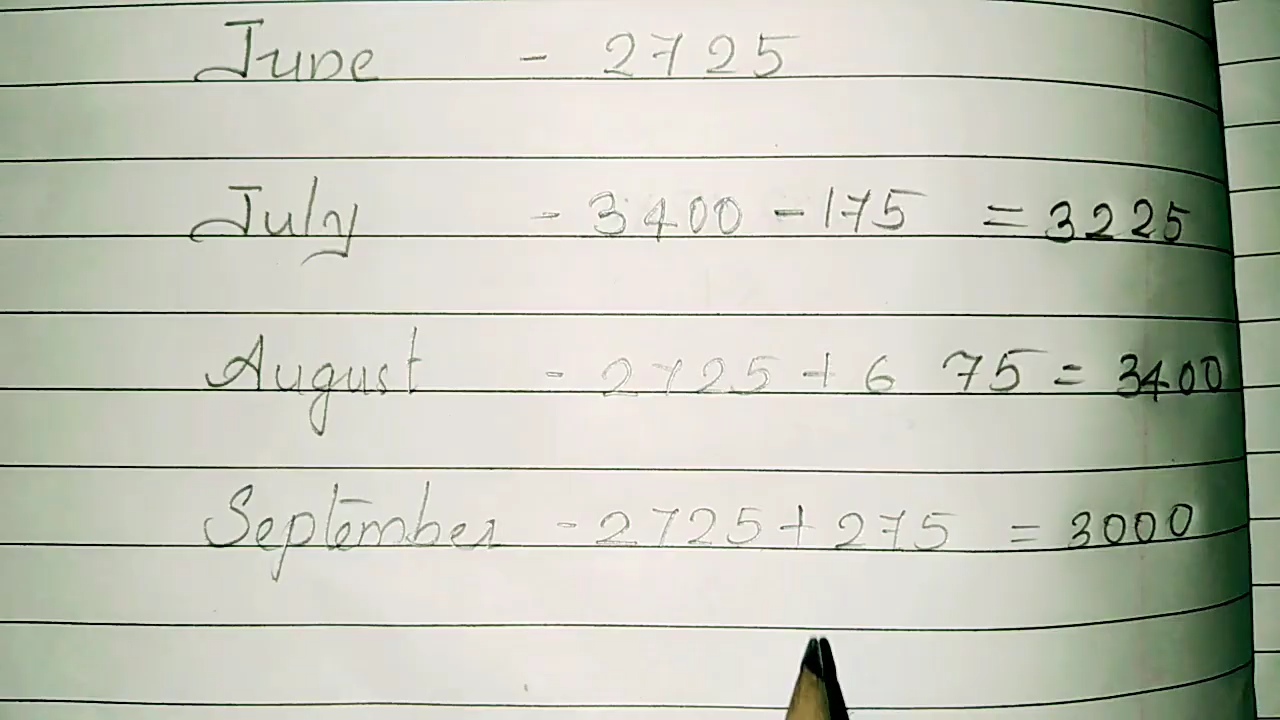 June - 2725
July - 3400 - 175 = 3225
August - 2725 + 6 75 = 3400
September - 2725 + 275 = 3000